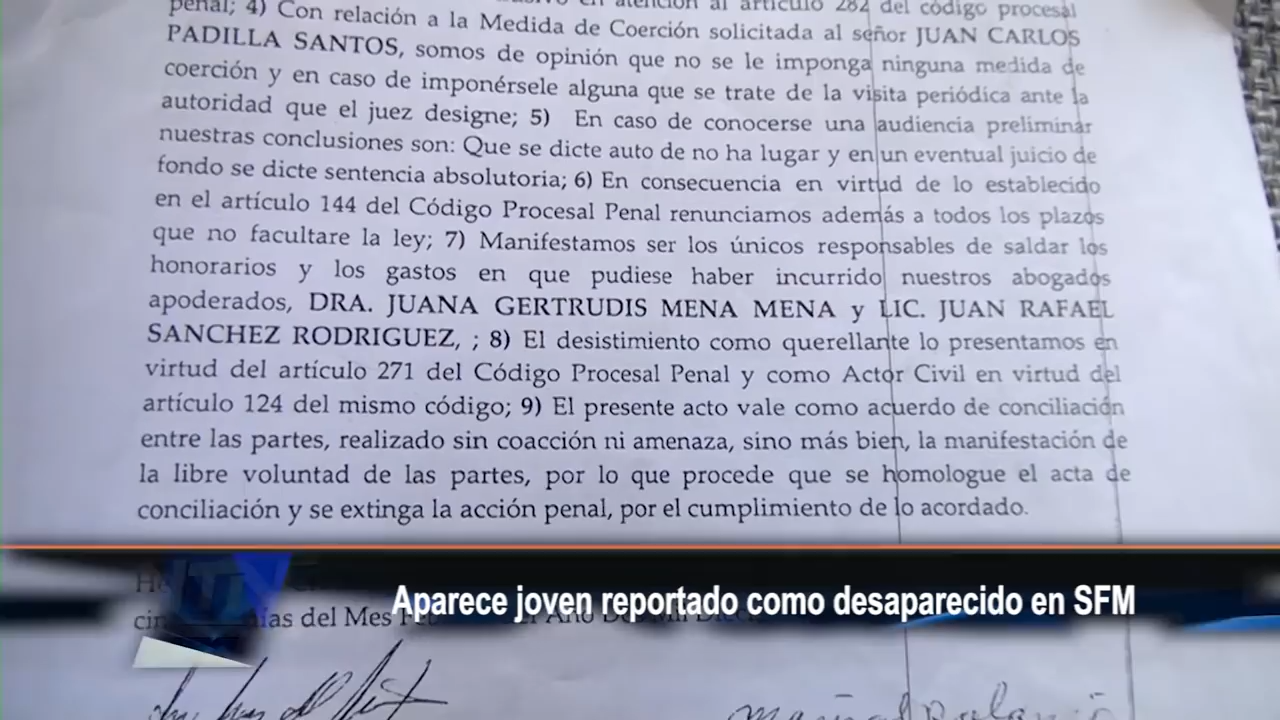 penal; 4) Con relación a la Medida de Coerción solicitada al señor JUAN CARLOS
PADILLA SANTOS, somos de opinión que no se le imponga ninguna medida de
coerción y en caso de imponérsele alguna que se trate de la visita periódica ante la
autoridad que el juez designe; 5) En caso de conocerse una audiencia preliminar
nuestras conclusiones son: Que se dicte auto de no ha lugar y en un eventual juicio de
fondo se dicte sentencia absolutoria; 6) En consecuencia en virtud de lo establecido
en el artículo 144 del Código Procesal Penal renunciamos además a todos los plazos
que no facultare la ley; 7) Manifestamos ser los únicos responsables de saldar los
honorarios y los gastos en que pudiese haber incurrido nuestros abogados
apoderados, DRA. JUANA GERTRUDIS MENA MENA y LIC. JUAN RAFAEL
SANCHEZ RODRIGUEZ, ; 8) El desistimiento como querellante lo presentamos en
virtud del artículo 271 del Código Procesal Penal y como Actor Civil en virtud del
artículo 124 del mismo código; 9) El presente acto vale como acuerdo de conciliación
entre las partes, realizado sin coacción ni amenaza, sino más bien, la manifestación de
la libre voluntad de las partes, por lo que procede que se homologue el acta de
conciliación y se extinga la acción penal, por el cumplimiento de lo acordado.
Aparece joven reportado como desaparecido en SFM
días del Mes